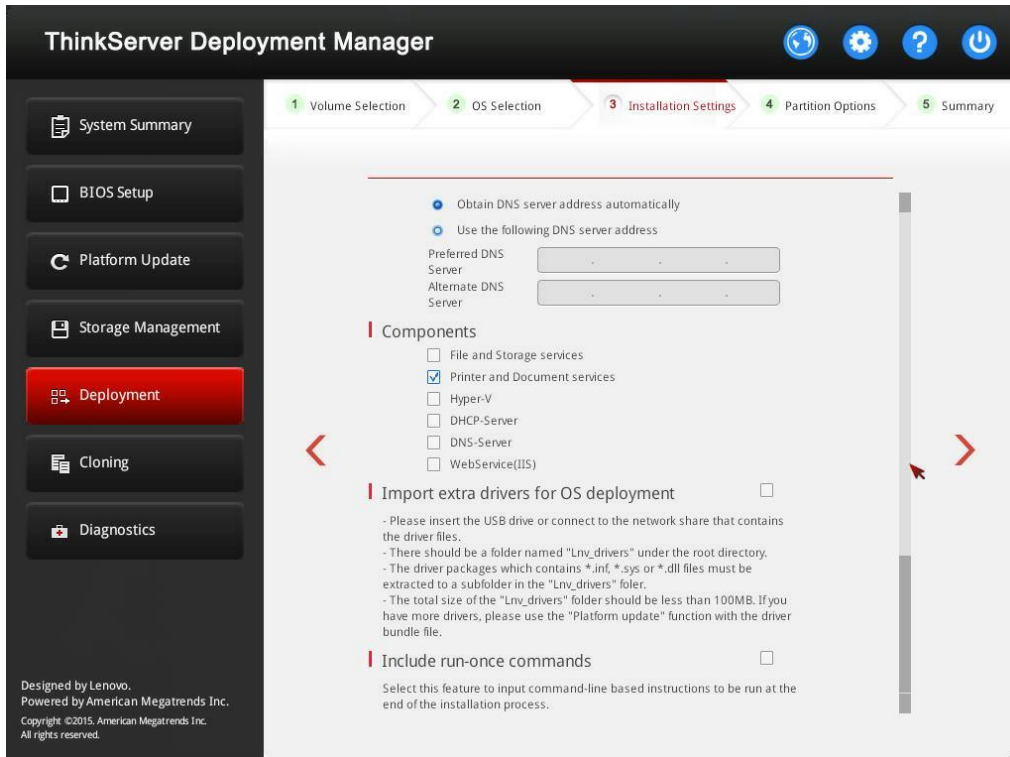 ThinkServer Deployment Manager
?
System Summary
BIOS Setup
Platform Update
Storage Management
Deployment
Cloning
Diagnostics
Designed by Lenovo.
Powered by American Megatrends Inc.
Copyright ©2015. American Megatrends Inc.
All rights reserved.
1 Volume Selection
2 OS Selection
3 Installation Settings
4 Partition Options
5 Summary
Obtain DNS server address automatically
Use the following DNS server address
Preferred DNS
Server
. . .
Alternate DNS
Server
. . .
Components
File and Storage services
Printer and Document services
Hyper-V
DHCP-Server
DNS-Server
WebService(IIS)
Import extra drivers for OS deployment
- Please insert the USB drive or connect to the network share that contains
the driver files.
- There should be a folder named "Lnv_drivers" under the root directory.
- The driver packages which contains *.inf, *.sys or *.dll files must be
extracted to a subfolder in the "Lnv_drivers" foler.
- The total size of the "Lnv_drivers" folder should be less than 100MB. If you
have more drivers, please use the "Platform update" function with the driver
bundle file.
Include run-once commands
Select this feature to input command-line based instructions to be run at the
end of the installation process.